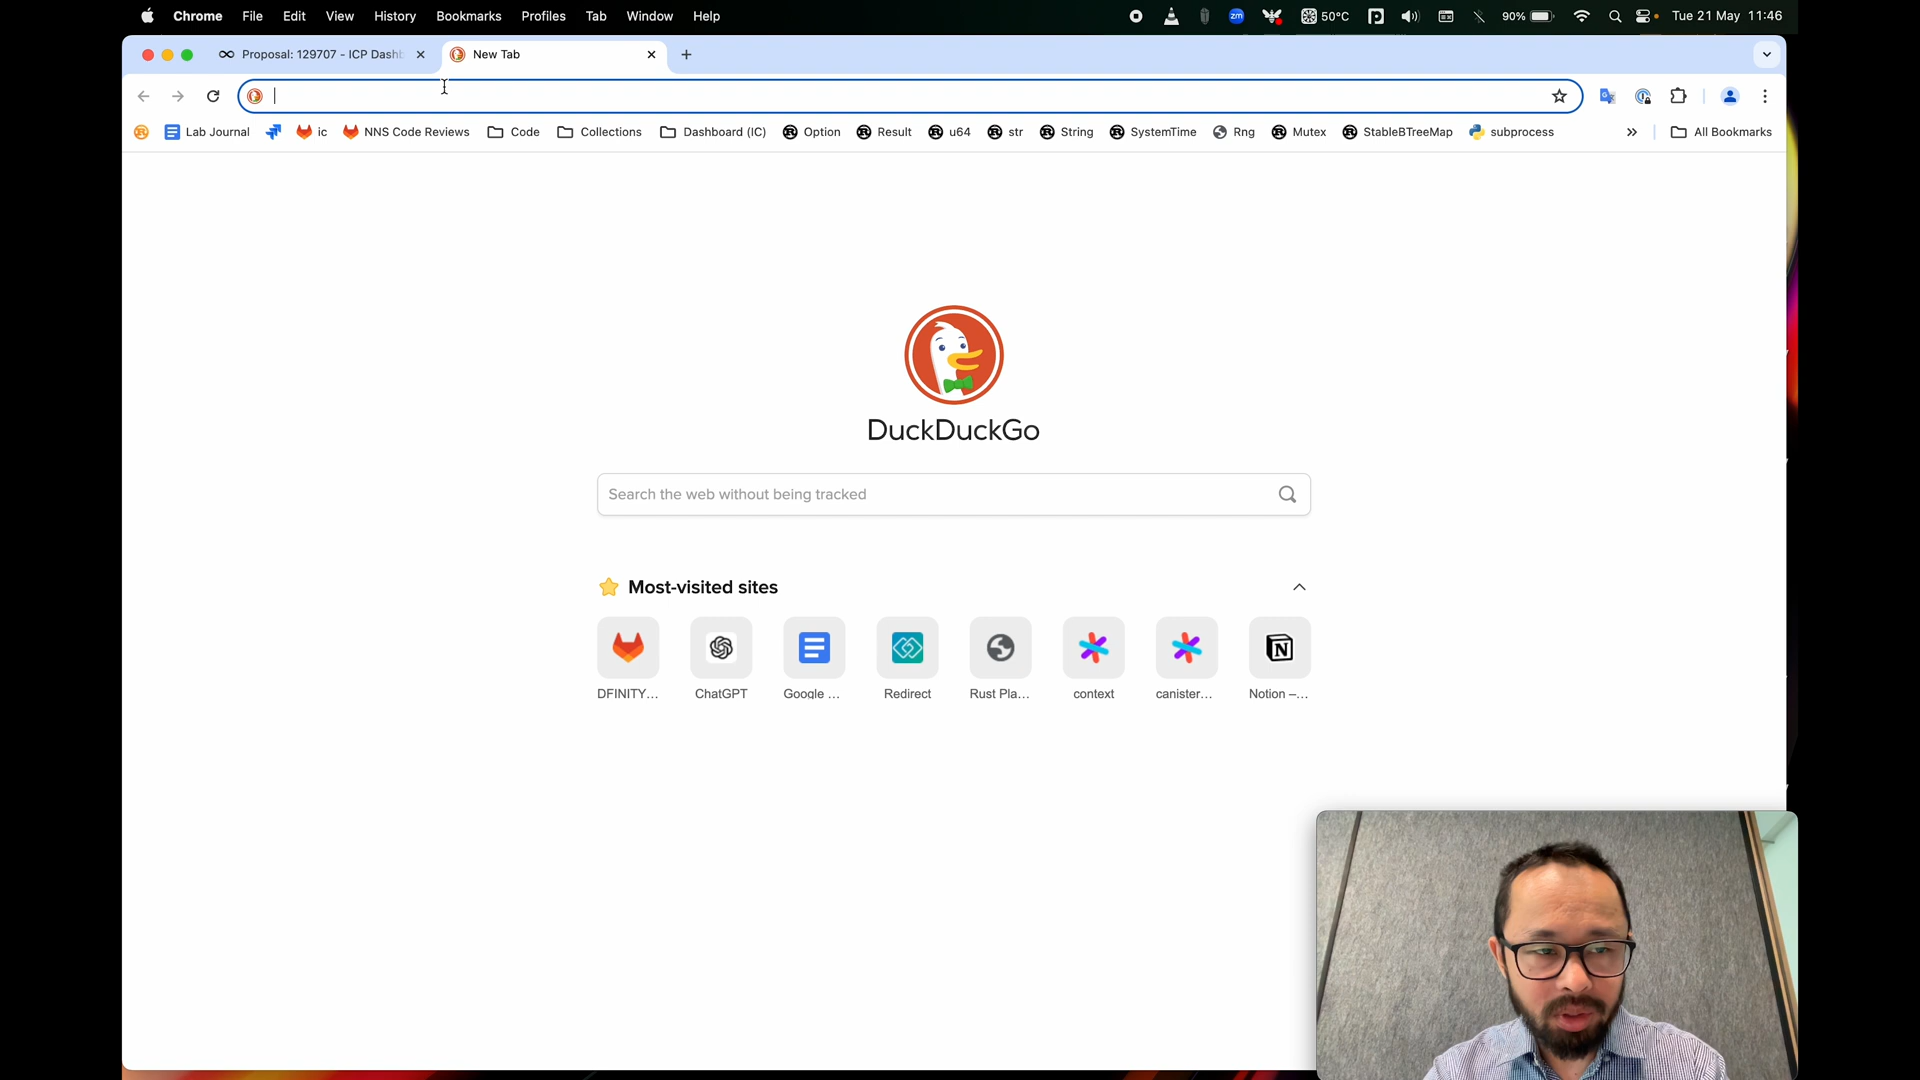 Chrome File Edit View History Bookmarks Profiles Tab Window Help zm 50°C 90% Tue 21 May 11:46
Proposal: 129707 - ICP Dashb New Tab
Lab Journal ic NNS Code Reviews Code Collections Dashboard (IC) Option Result u64 str String SystemTime Rng Mutex StableBTreeMap subprocess » All Bookmarks
DuckDuckGo
Search the web without being tracked
Most-visited sites
DFINITY... ChatGPT Google ... Redirect Rust Pla... context canister... Notion –...